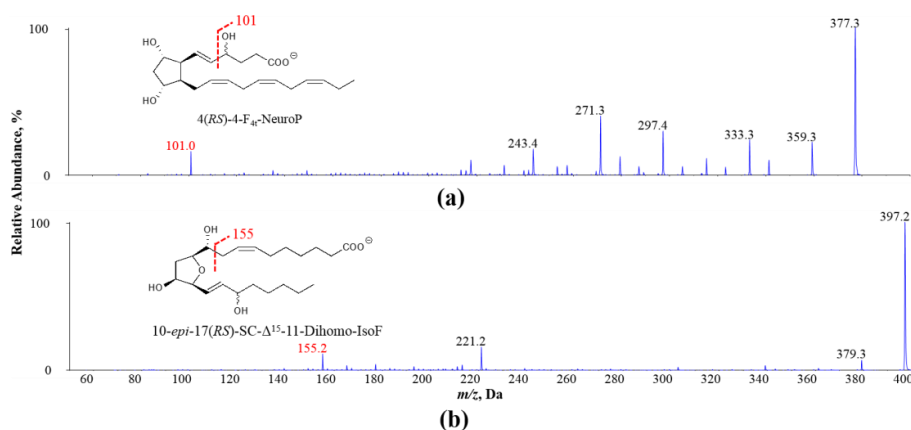 100
101
HO
OH
COO⊖
HO
4(RS)-4-F4t-NeuroP
377.3
271.3
297.4
333.3
359.3
243.4
101.0
0
(a)
Relative Abundance, %
100
OH
155
COO⊖
O
HO
OH
10-epi-17(RS)-SC-Δ15-11-Dihomo-IsoF
397.2
155.2
221.2
379.3
0
60 80 100 120 140 160 180 200 220 240 260 280 300 320 340 360 380 400
m/z, Da
(b)